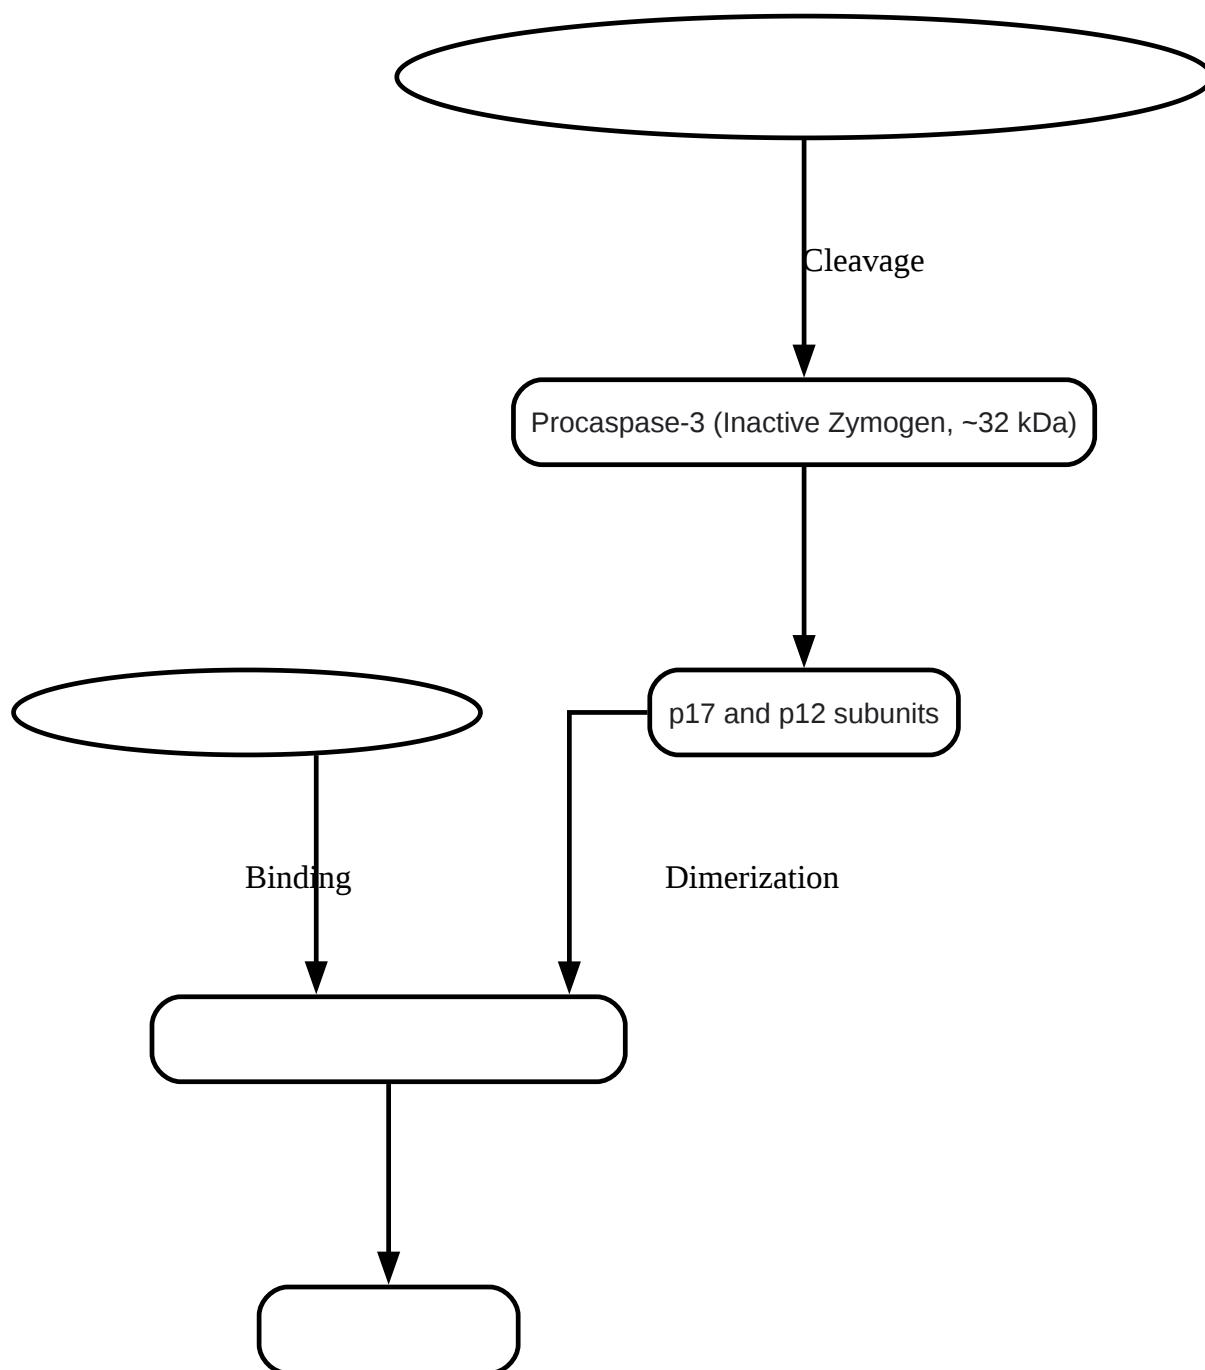 Cleavage
Procaspase-3 (Inactive Zymogen, ~32 kDa)
p17 and p12 subunits
Binding
Dimerization